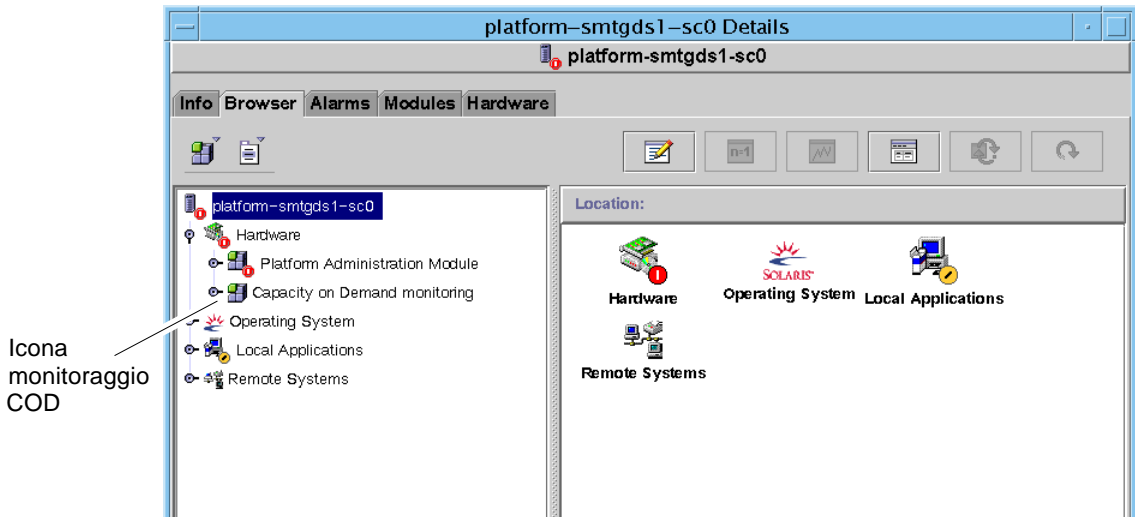 platform–smtgds1–sc0 Details
platform-smtgds1-sc0
Info Browser Alarms Modules Hardware
n=1
platform–smtgds1–sc0
Hardware
Platform Administration Module
Capacity on Demand monitoring
Operating System
Local Applications
Remote Systems
Icona
monitoraggio
COD
Location:
SOLARIS
Hardware Operating System Local Applications
Remote Systems